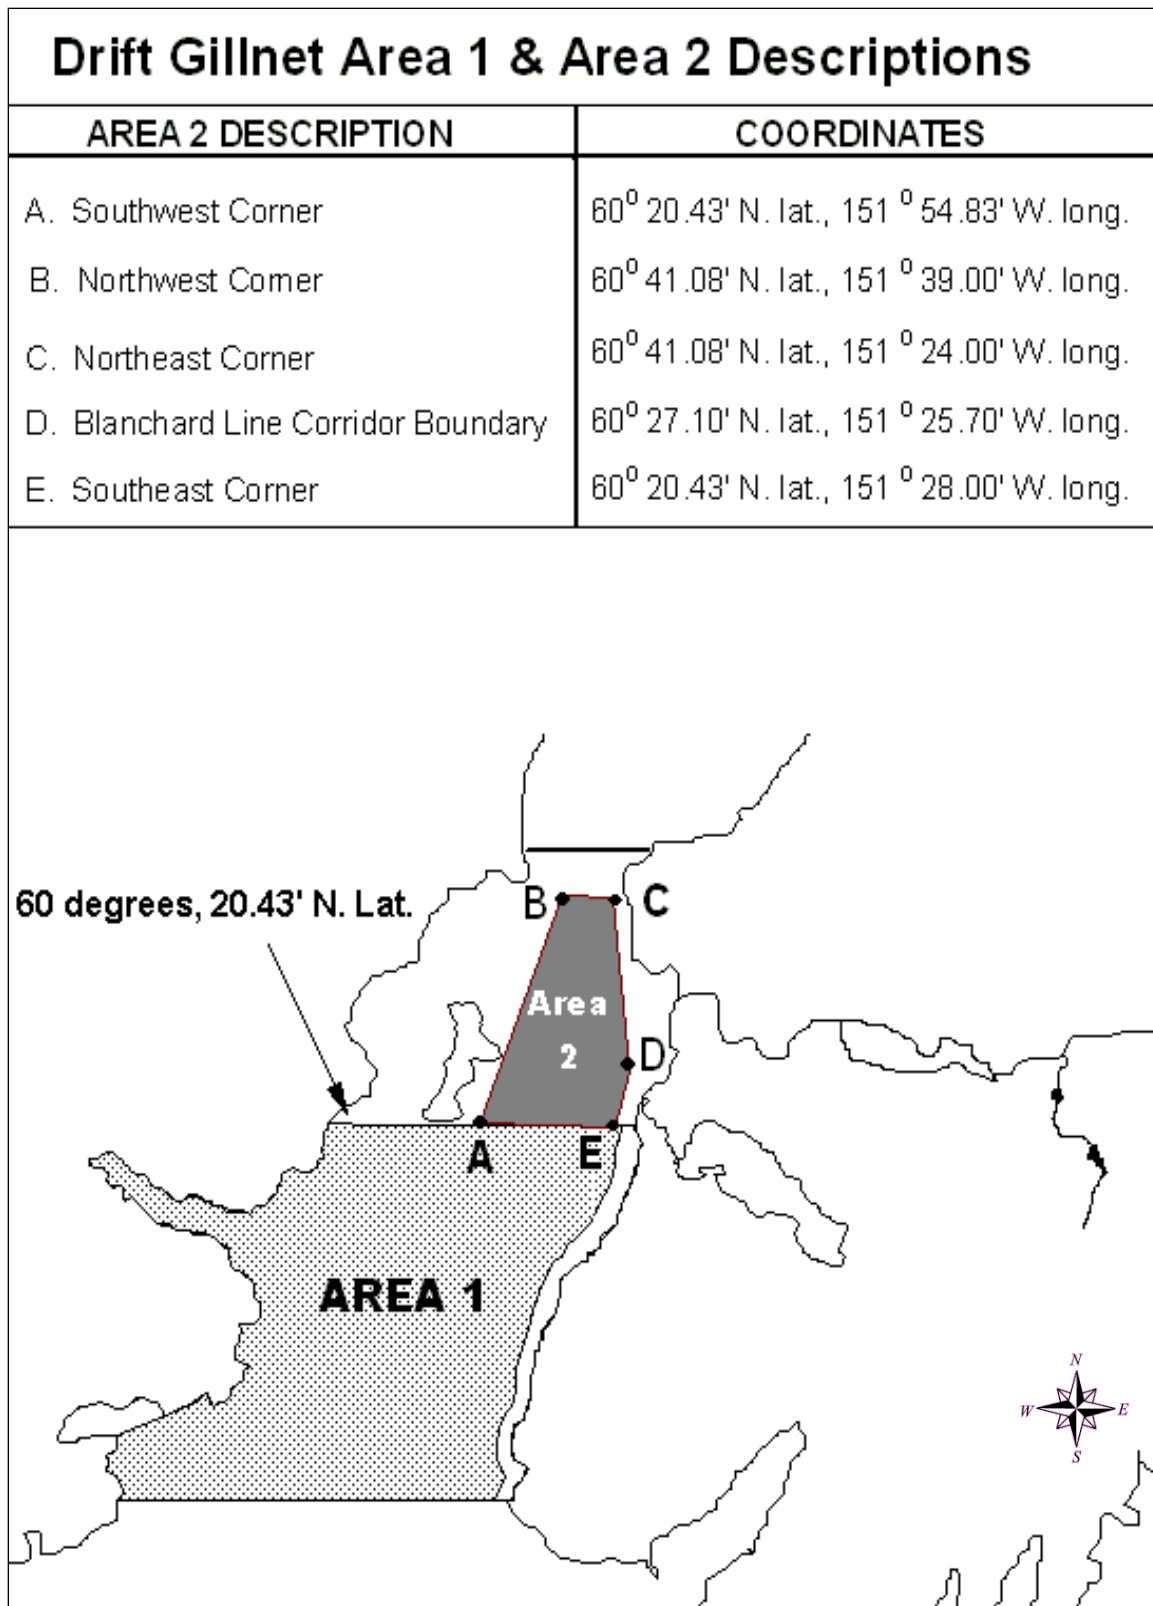 Drift Gillnet Area 1 & Area 2 Descriptions
AREA 2 DESCRIPTION COORDINATES
A. Southwest Corner 60⁰ 20.43' N. lat., 151 ⁰ 54.83' W. long.
B. Northwest Corner 60⁰ 41.08' N. lat., 151 ⁰ 39.00' W. long.
C. Northeast Corner 60⁰ 41.08' N. lat., 151 ⁰ 24.00' W. long.
D. Blanchard Line Corridor Boundary 60⁰ 27.10' N. lat., 151 ⁰ 25.70' W. long.
E. Southeast Corner 60⁰ 20.43' N. lat., 151 ⁰ 28.00' W. long.
60 degrees, 20.43' N. Lat.
B
C
Area
2
D
A
E
AREA 1
N
W E
S